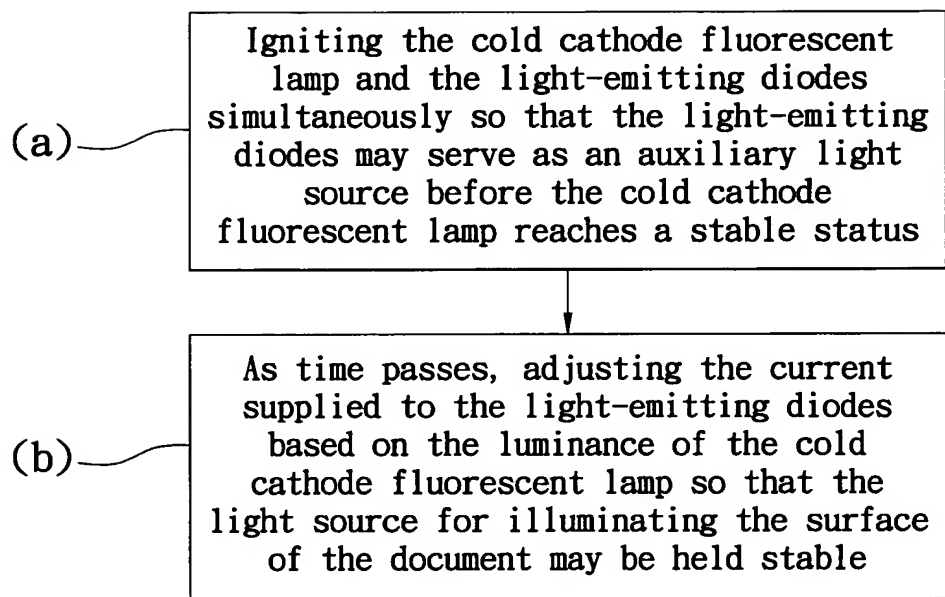 Igniting the cold cathode fluorescent
lamp and the light-emitting diodes
simultaneously so that the light-emitting
(a)
diodes may serve as an auxiliary light
source before the cold cathode
fluorescent lamp reaches a stable status
As time passes, adjusting the current
supplied to the light-emitting diodes
based on the luminance of the cold
(b)
cathode fluorescent lamp so that the
light source for illuminating the surface
of the document may be held stable